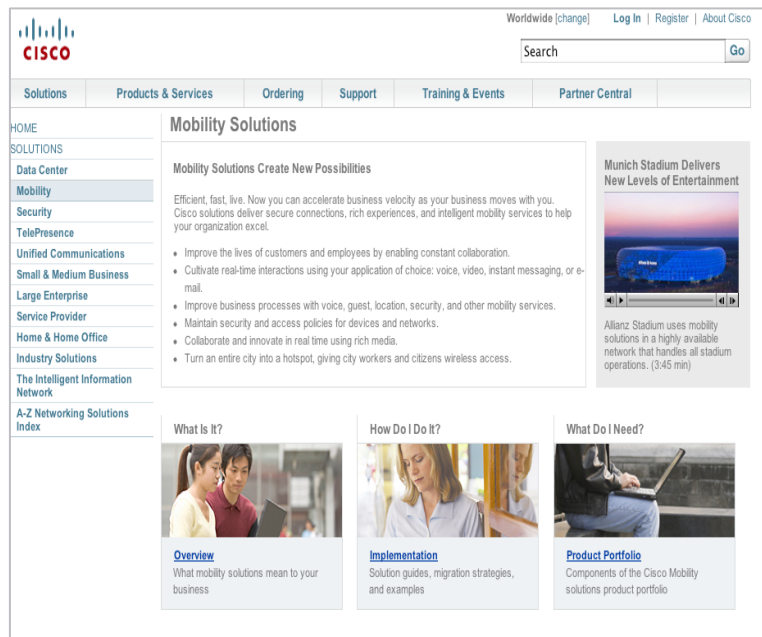 Worldwide [change] Log In | Register | About Cisco
CISCO
Search Go
Solutions Products & Services Ordering Support Training & Events Partner Central
HOME
SOLUTIONS
Data Center
Mobility
Security
TelePresence
Unified Communications
Small & Medium Business
Large Enterprise
Service Provider
Home & Home Office
Industry Solutions
The Intelligent Information
Network
A-Z Networking Solutions
Index
Mobility Solutions
Mobility Solutions Create New Possibilities
Efficient, fast, live. Now you can accelerate business velocity as your business moves with you.
Cisco solutions deliver secure connections, rich experiences, and intelligent mobility services to help
your organization excel.
• Improve the lives of customers and employees by enabling constant collaboration.
• Cultivate real-time interactions using your application of choice: voice, video, instant messaging, or e-
mail.
• Improve business processes with voice, guest, location, security, and other mobility services.
• Maintain security and access policies for devices and networks.
• Collaborate and innovate in real time using rich media.
• Turn an entire city into a hotspot, giving city workers and citizens wireless access.
Munich Stadium Delivers
New Levels of Entertainment
Allianz Stadium uses mobility
solutions in a highly available
network that handles all stadium
operations. (3:45 min)
What Is It?
Overview
What mobility solutions mean to your
business
How Do I Do It?
Implementation
Solution guides, migration strategies,
and examples
What Do I Need?
Product Portfolio
Components of the Cisco Mobility
solutions product portfolio